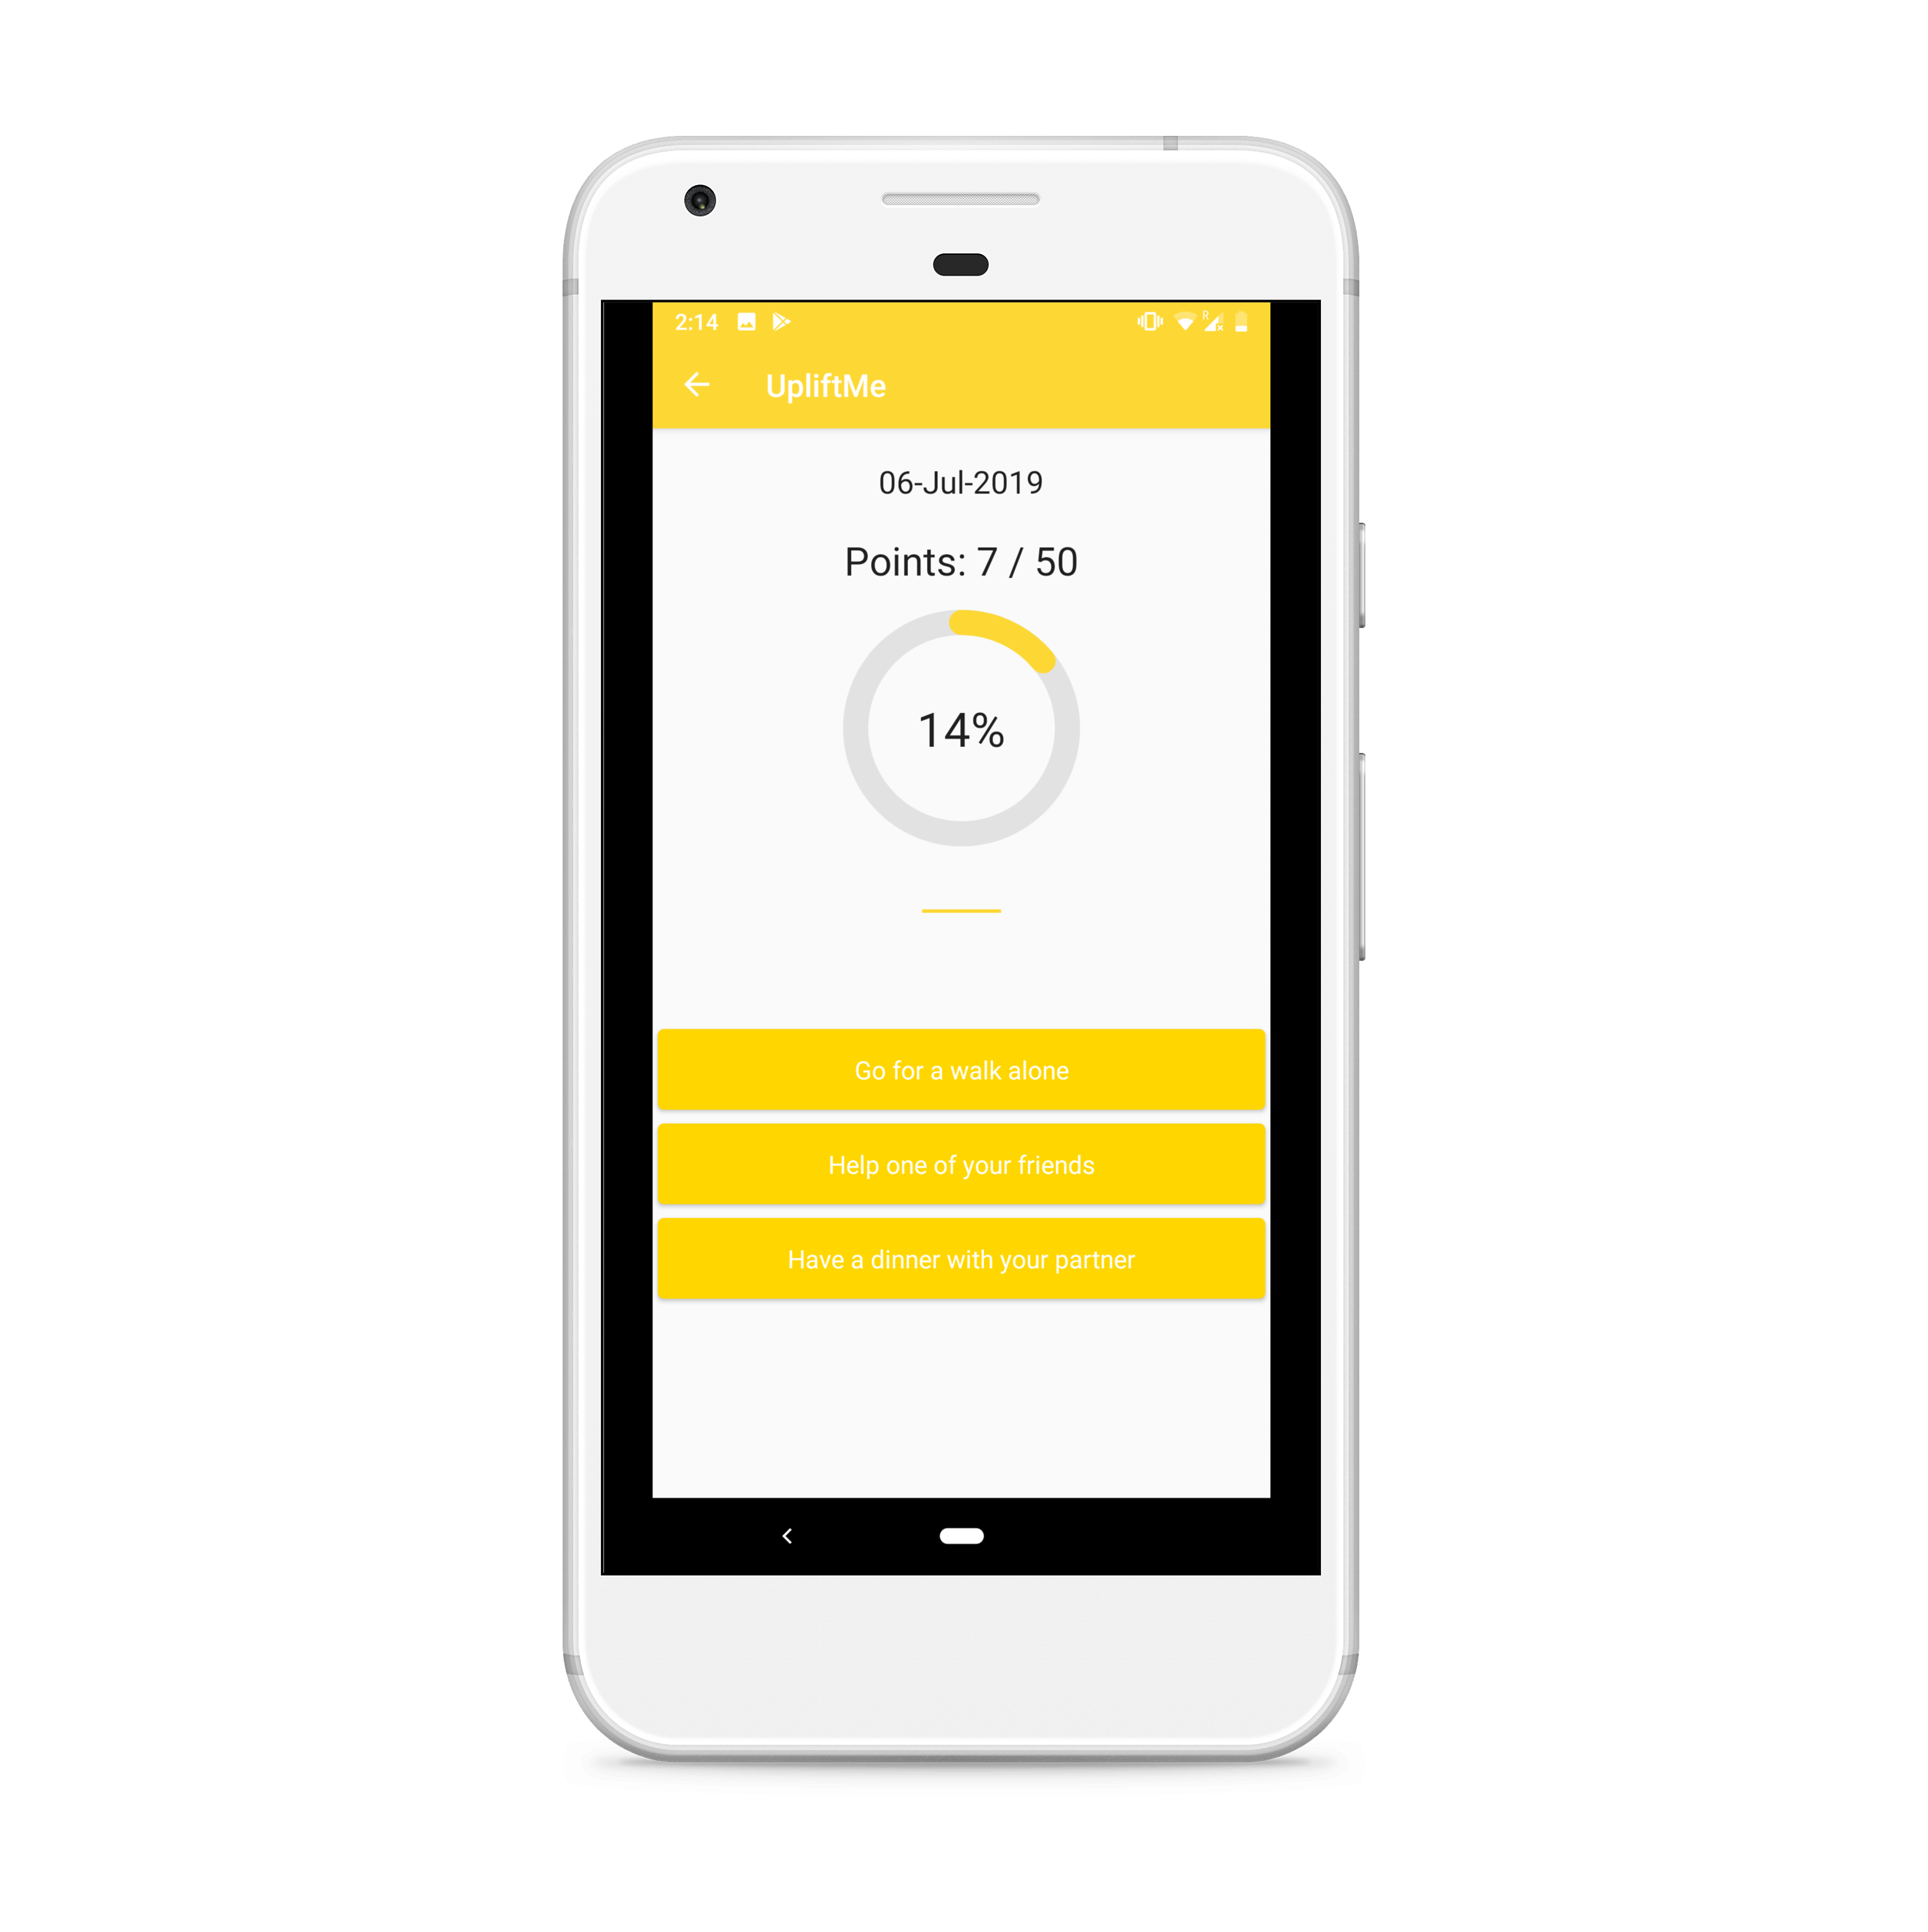 2:14 R
UpliftMe
06-Jul-2019
Points: 7 / 50
14%
Go for a walk alone
Help one of your friends
Have a dinner with your partner